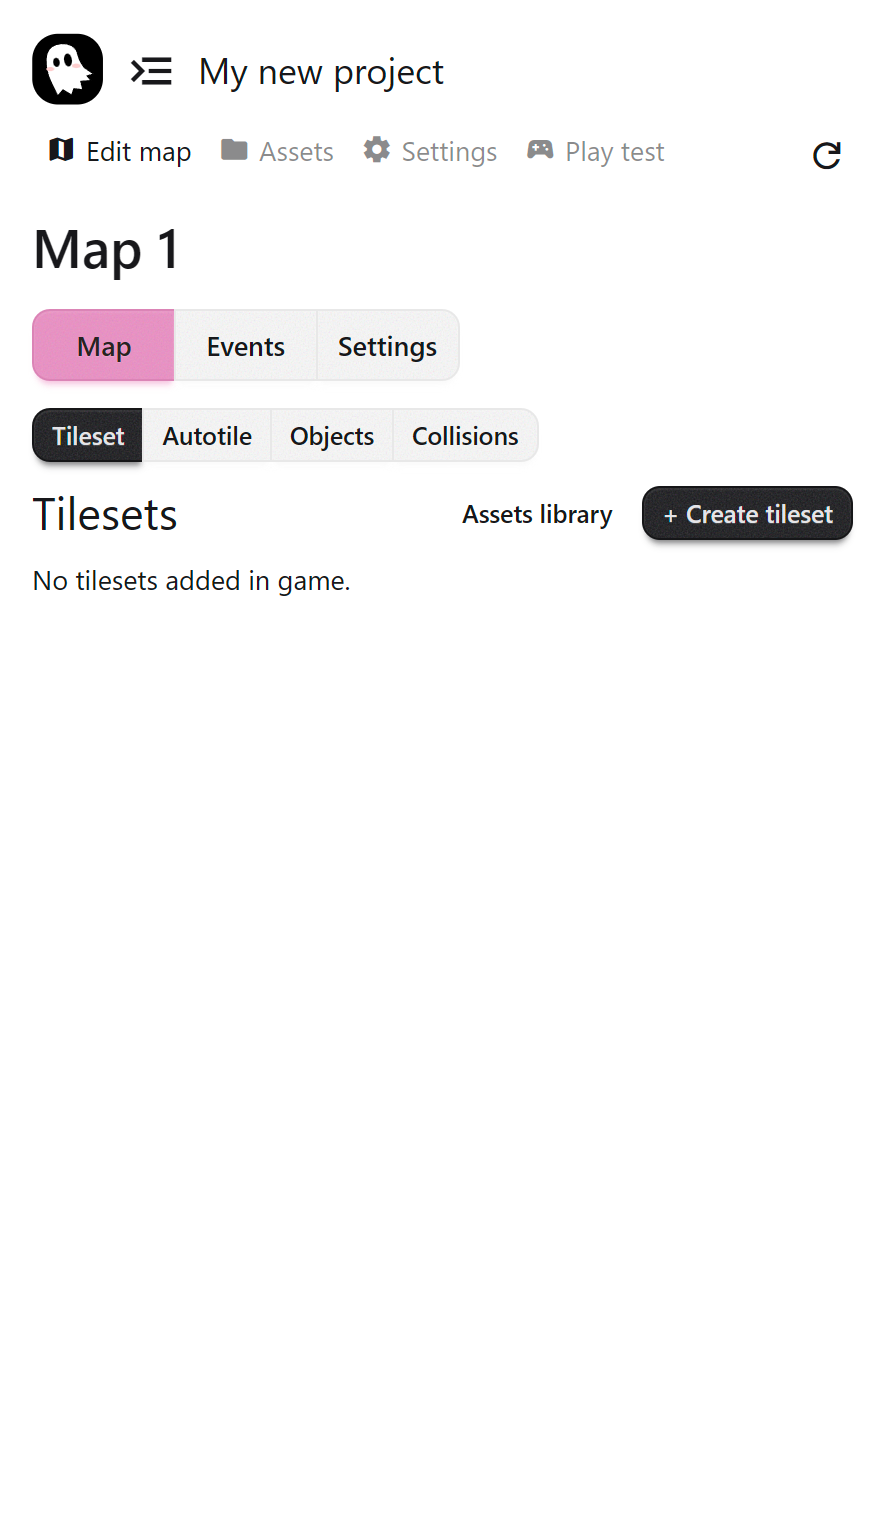 My new project
Edit map Assets Settings Play test
Map 1
Map Events Settings
Tileset Autotile Objects Collisions
Tilesets Assets library + Create tileset
No tilesets added in game.